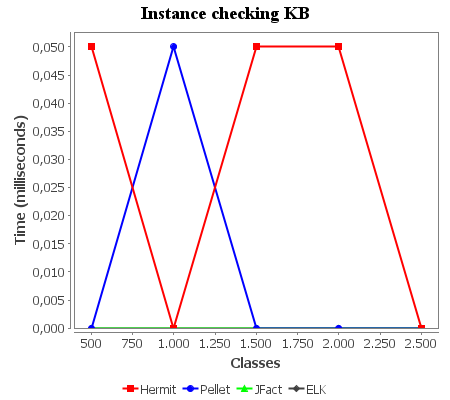 Instance checking KB
Time (milliseconds)
0,050
0,045
0,040
0,035
0,030
0,025
0,020
0,015
0,010
0,005
0,000
500 750 1.000 1.250 1.500 1.750 2.000 2.250 2.500
Classes
Hermit Pellet JFact ELK